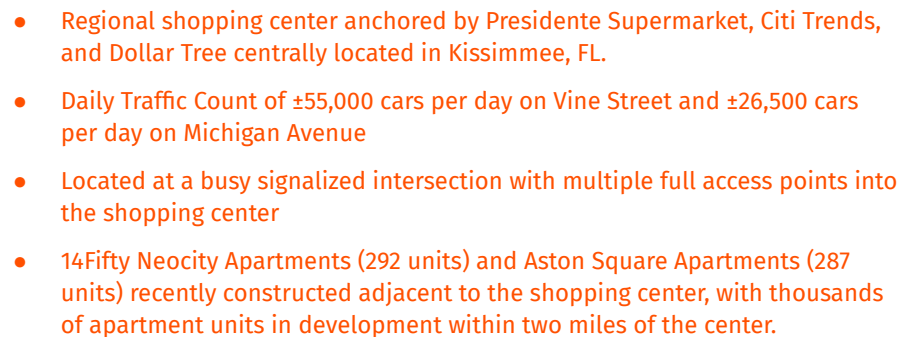 ● Regional shopping center anchored by Presidente Supermarket, Citi Trends,
and Dollar Tree centrally located in Kissimmee, FL.
● Daily Traffic Count of ±55,000 cars per day on Vine Street and ±26,500 cars
per day on Michigan Avenue
● Located at a busy signalized intersection with multiple full access points into
the shopping center
● 14Fifty Neocity Apartments (292 units) and Aston Square Apartments (287
units) recently constructed adjacent to the shopping center, with thousands
of apartment units in development within two miles of the center.